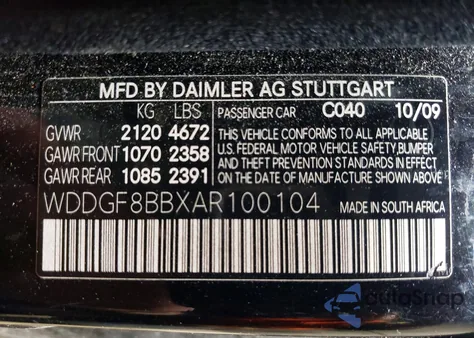 MFD BY DAIMLER AG STUTTGART
KG LBS PASSENGER CAR C040 10/09
GVWR 2120 4672 THIS VEHICLE CONFORMS TO ALL APPLICABLE
GAWR FRONT 1070 2358 U.S. FEDERAL MOTOR VEHICLE SAFETY,BUMPER
GAWR REAR 1085 2391 AND THEFT PREVENTION STANDARDS IN EFFECT
ON THE DATE OF MANUFACTURE SHOWN ABOVE.
WDDGF8BBXAR100104 MADE IN SOUTH AFRICA
AutoSnap